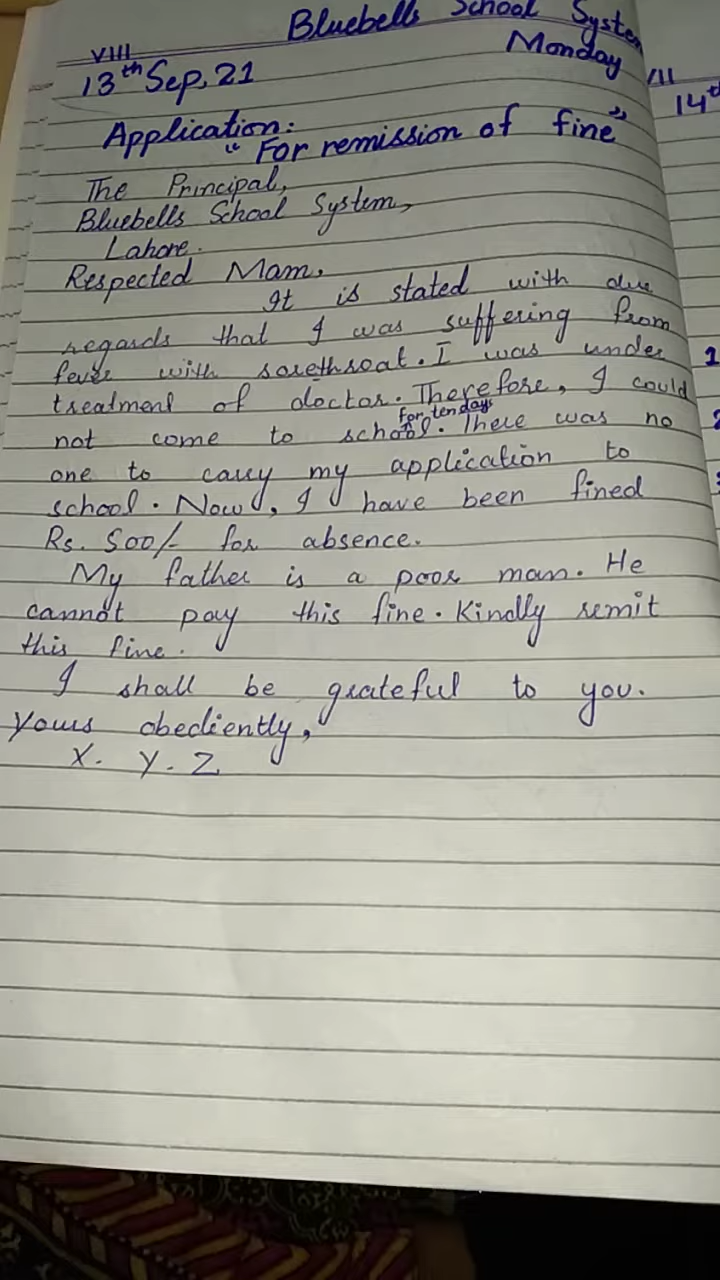 Bluebells School System
VIII
Monday
13th Sep, 21
Application:
"For remission of fine"
The Principal,
Bluebells School System,
Lahore.
Respected Mam,
It is stated with due
regards that I was suffering from
fever with sorethroat. I was under
treatment of doctor. Therefore, I could
not come to school for ten days. There was no
one to carry my application to
school. Now, I have been fined
Rs. 500/- for absence.
My father is a poor man. He
cannot pay this fine. Kindly remit
this fine.
I shall be grateful to you.
Yours obediently,
X. Y. Z
14t
1